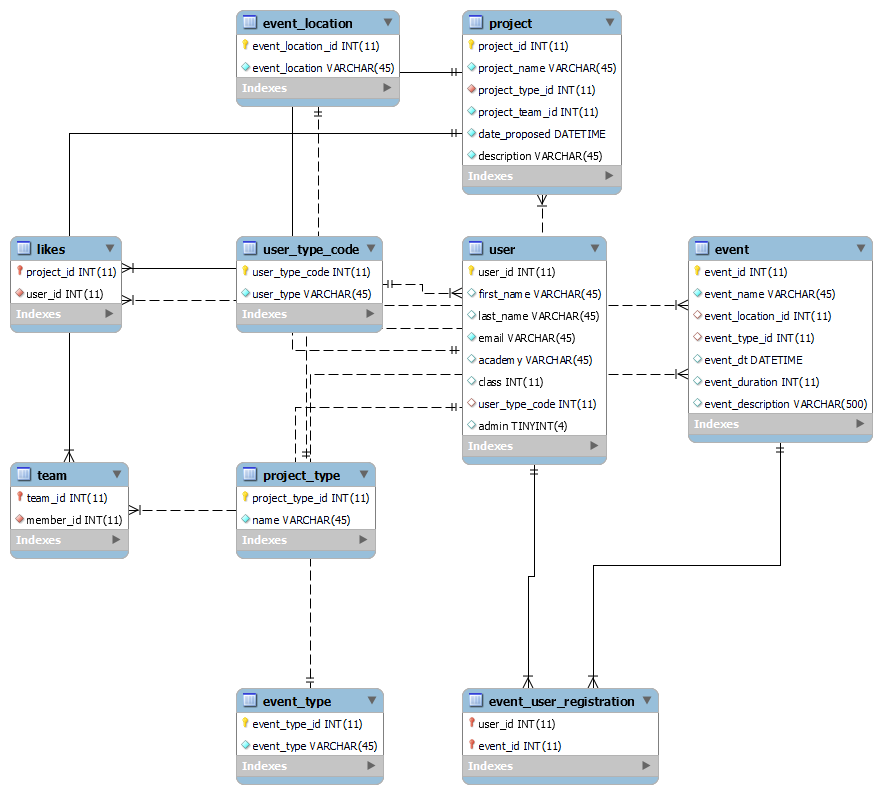 event_location
event_location_id INT(11)
event_location VARCHAR(45)
Indexes
project
project_id INT(11)
project_name VARCHAR(45)
project_type_id INT(11)
project_team_id INT(11)
date_proposed DATETIME
description VARCHAR(45)
Indexes
likes
project_id INT(11)
user_id INT(11)
Indexes
user_type_code
user_type_code INT(11)
user_type VARCHAR(45)
Indexes
user
user_id INT(11)
first_name VARCHAR(45)
last_name VARCHAR(45)
email VARCHAR(45)
academy VARCHAR(45)
class INT(11)
user_type_code INT(11)
admin TINYINT(4)
Indexes
event
event_id INT(11)
event_name VARCHAR(45)
event_location_id INT(11)
event_type_id INT(11)
event_dt DATETIME
event_duration INT(11)
event_description VARCHAR(500)
Indexes
team
team_id INT(11)
member_id INT(11)
Indexes
project_type
project_type_id INT(11)
name VARCHAR(45)
Indexes
event_type
event_type_id INT(11)
event_type VARCHAR(45)
Indexes
event_user_registration
user_id INT(11)
event_id INT(11)
Indexes